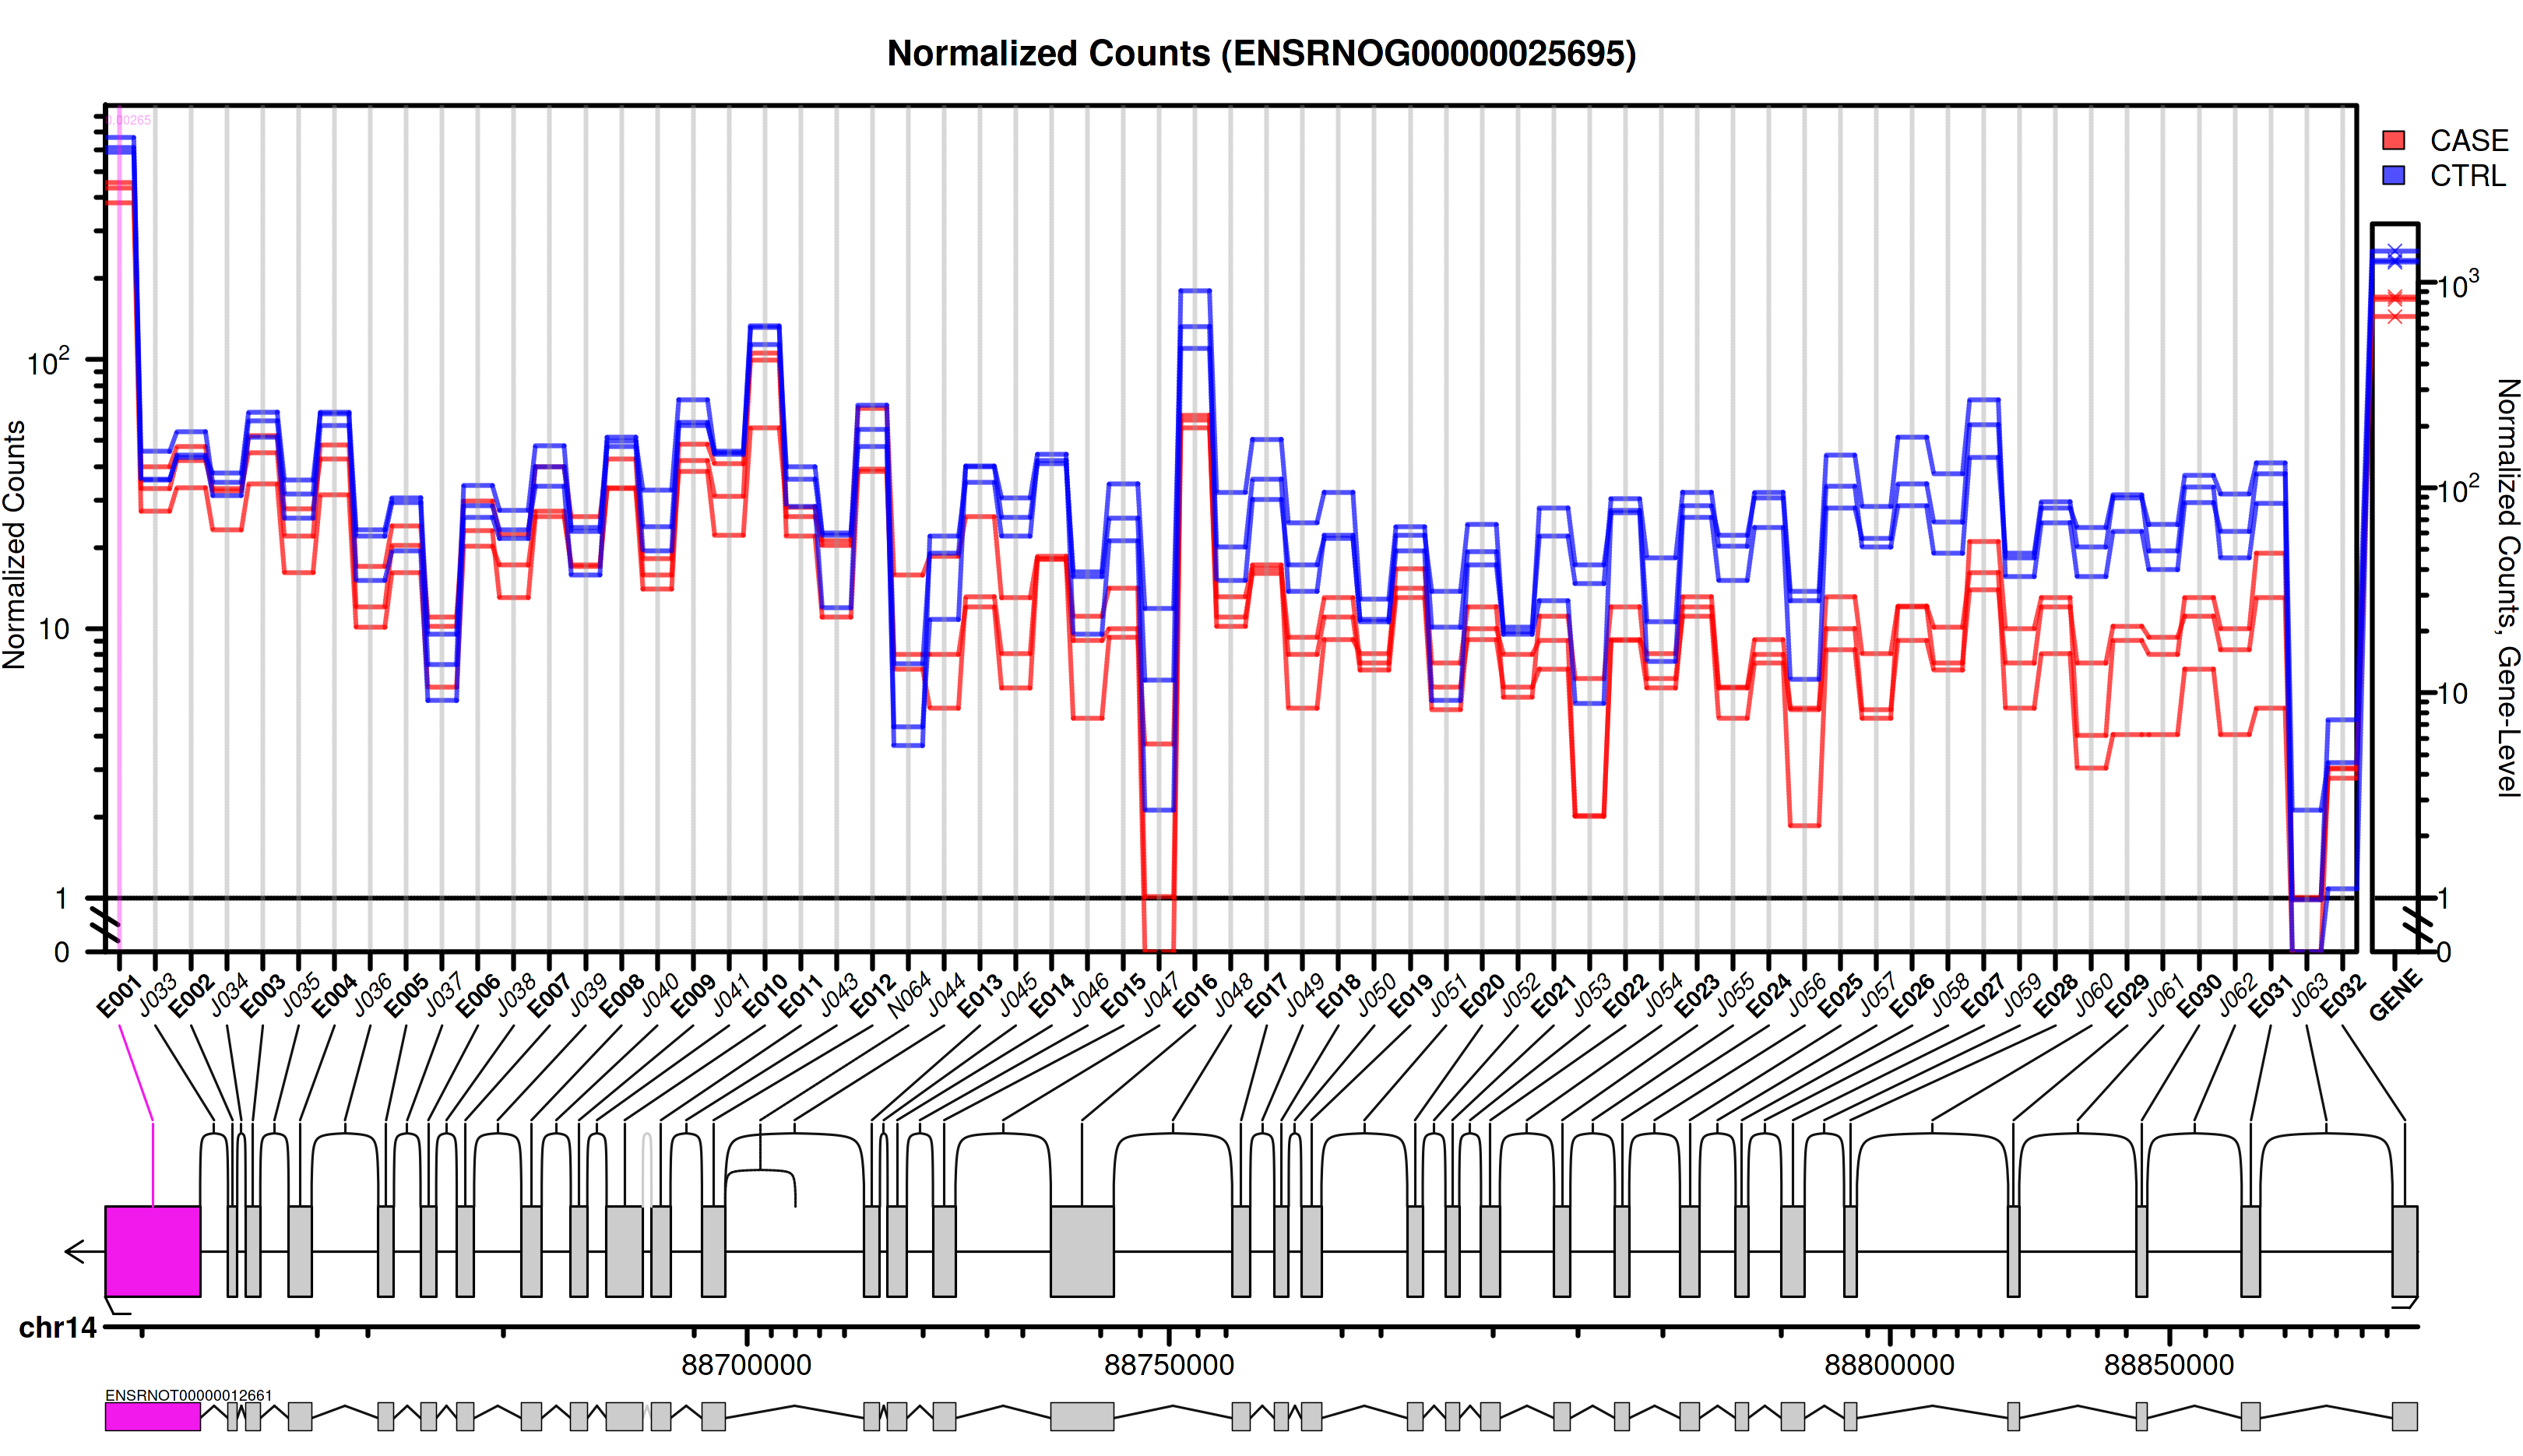 Normalized Counts (ENSRNOG00000025695)
0.00265
CASE
CTRL
Normalized Counts
10²
10
1
0
10³
10²
10
1
0
Normalized Counts, Gene-Level
E001 J033 E002 J034 E003 J035 E004 J036 E005 J037 E006 J038 E007 J039 E008 J040 E009 J041 E010 E011 J043 E012 N064 J044 E013 J045 E014 J046 E015 J047 E016 J048 E017 J049 E018 J050 E019 J051 E020 J052 E021 J053 E022 J054 E023 J055 E024 J056 E025 J057 E026 J058 E027 J059 E028 J060 E029 J061 E030 J062 E031 J063 E032 GENE
chr14
88700000 88750000 88800000 88850000
ENSRNOT00000012661